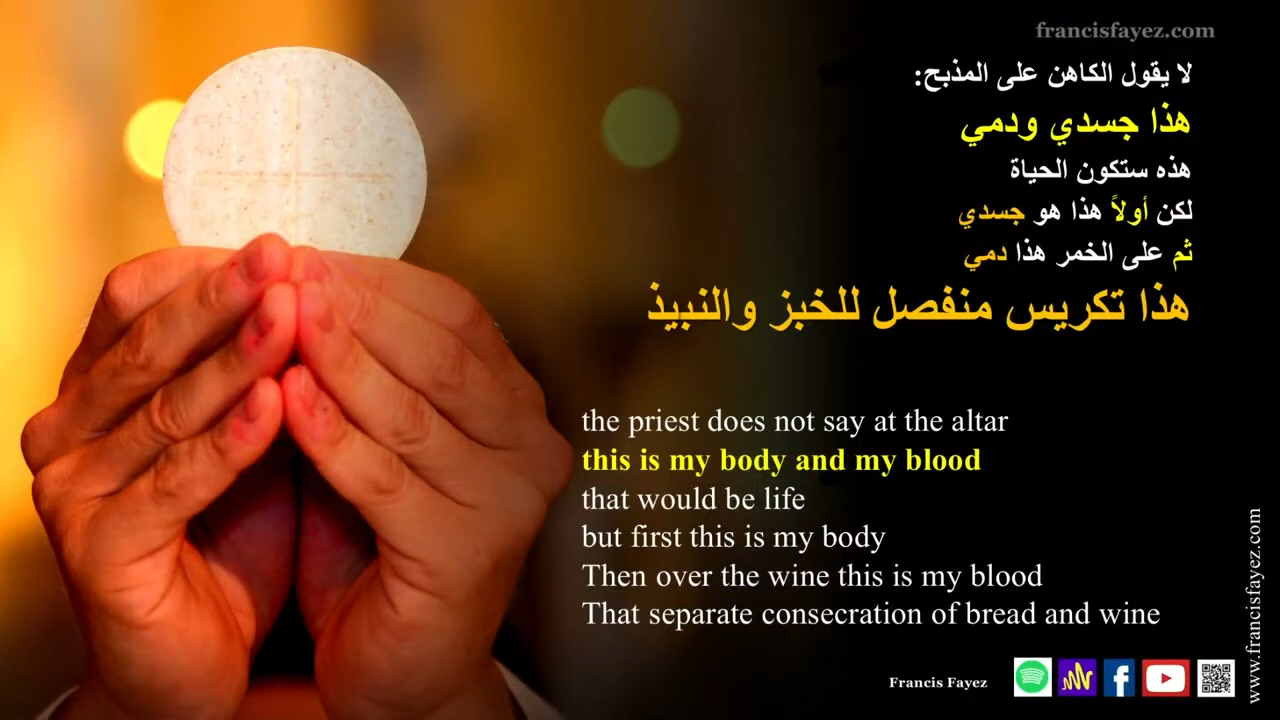 francisfayez.com
لا يقول الكاهن على المذبح:
هذا جسدي ودمي
هذه ستكون الحياة
لكن أولاً هذا هو جسدي
ثم على الخمر هذا دمي
هذا تكريس منفصل للخبز والنبيذ
the priest does not say at the altar
this is my body and my blood
that would be life
but first this is my body
Then over the wine this is my blood
That separate consecration of bread and wine
Francis Fayez
www.francisfayez.com